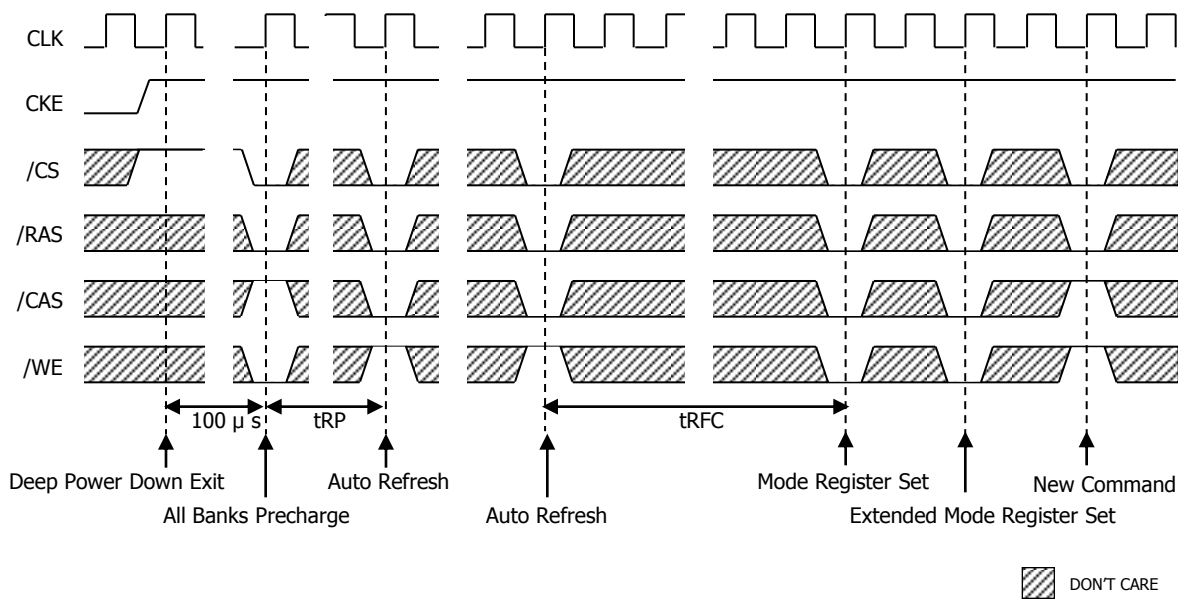 CLK
CKE
/CS
/RAS
/CAS
/WE
100 μ s
tRP
tRFC
Deep Power Down Exit
Auto Refresh
Mode Register Set
New Command
All Banks Precharge
Auto Refresh
Extended Mode Register Set
DON'T CARE